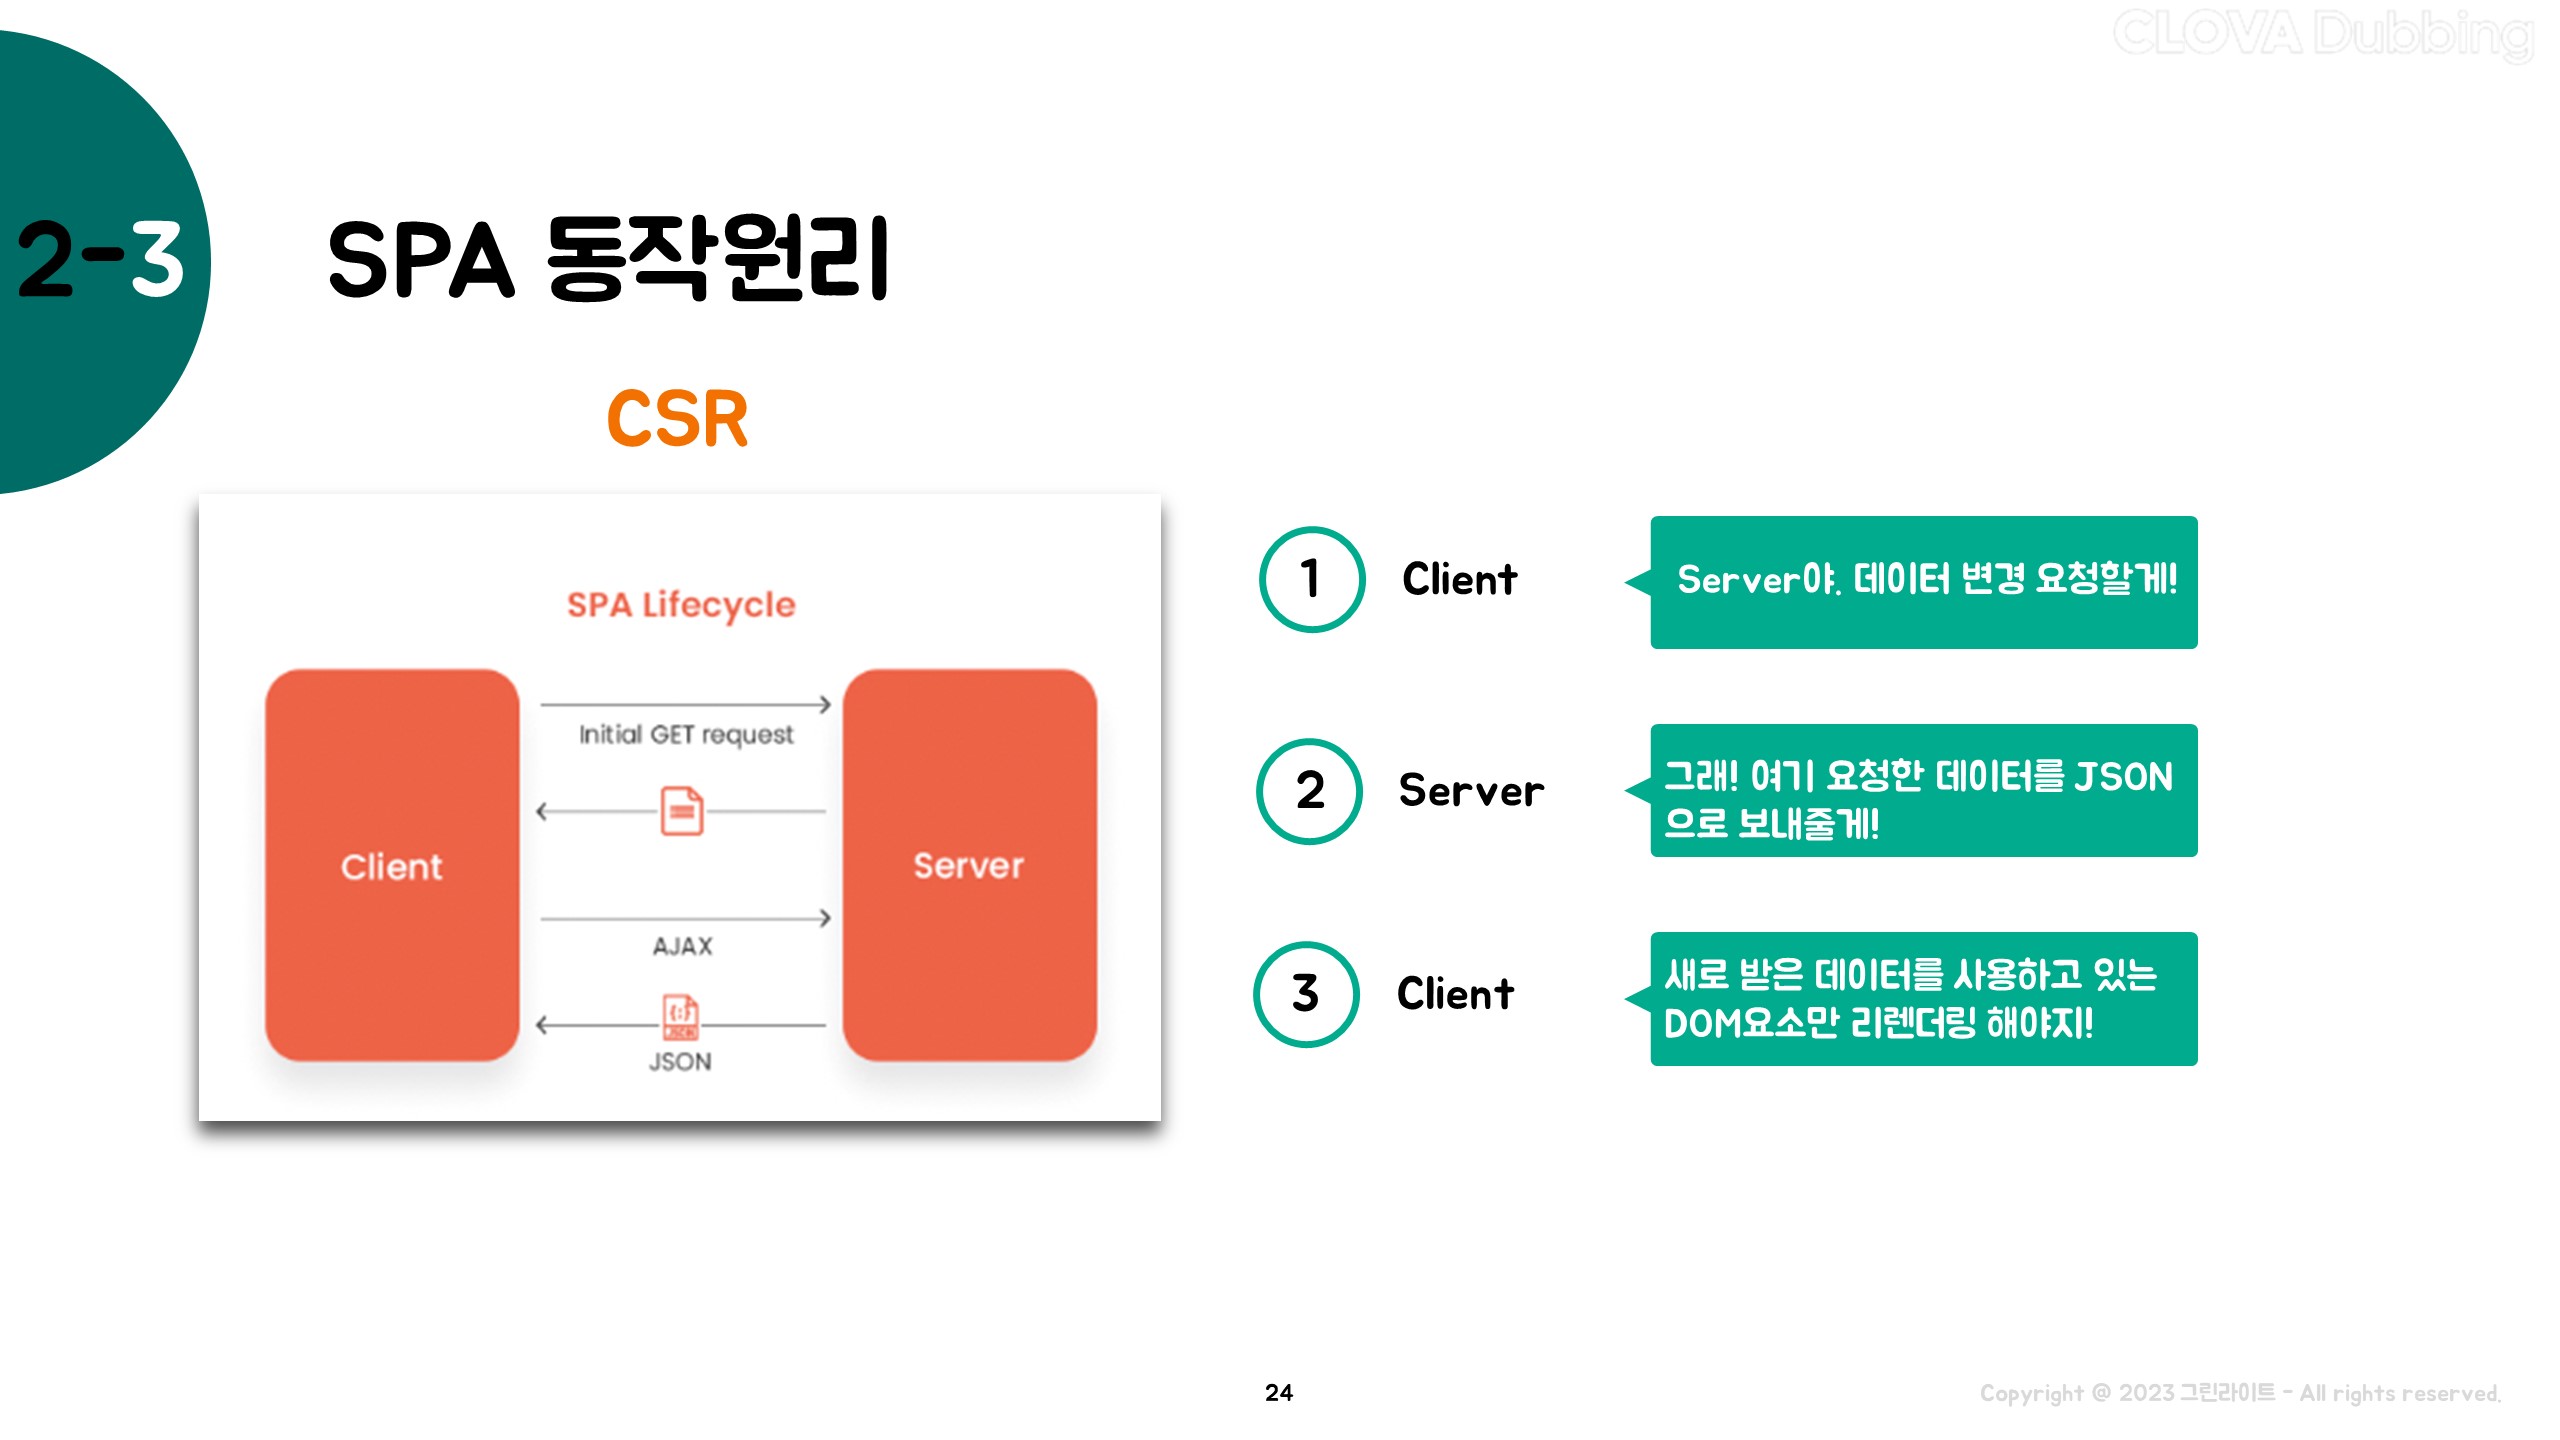 CLOVA Dubbing
2-3
SPA 동작원리
CSR
SPA Lifecycle
Client
Initial GET request
AJAX
JSON
Server
1
Client
Server야. 데이터 변경 요청할게!
2
Server
그래! 여기 요청한 데이터를 JSON
으로 보내줄게!
3
Client
새로 받은 데이터를 사용하고 있는
DOM요소만 리렌더링 해야지!
24
Copyright @ 2023 그린라이트 - All rights reserved.